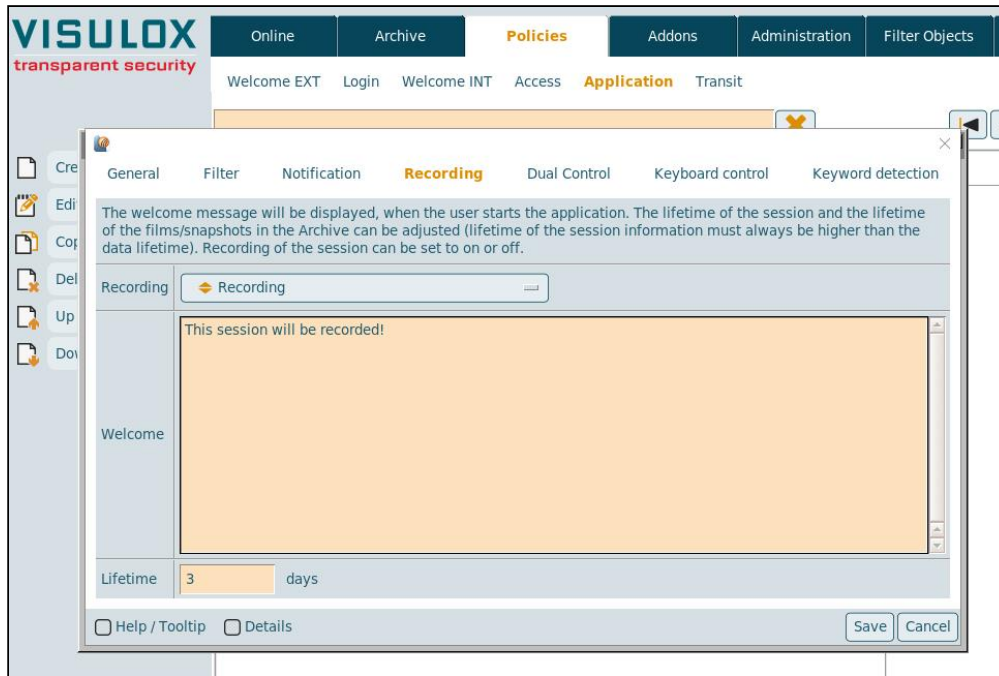 VISULOX
transparent security
Online Archive Policies Addons Administration Filter Objects
Welcome EXT Login Welcome INT Access Application Transit
General Filter Notification Recording Dual Control Keyboard control Keyword detection
The welcome message will be displayed, when the user starts the application. The lifetime of the session and the lifetime
of the films/snapshots in the Archive can be adjusted (lifetime of the session information must always be higher than the
data lifetime). Recording of the session can be set to on or off.
Cre
Edi
Cop
Del
Up
Dov
Recording Recording
Welcome This session will be recorded!
Lifetime 3 days
Help / Tooltip Details Save Cancel